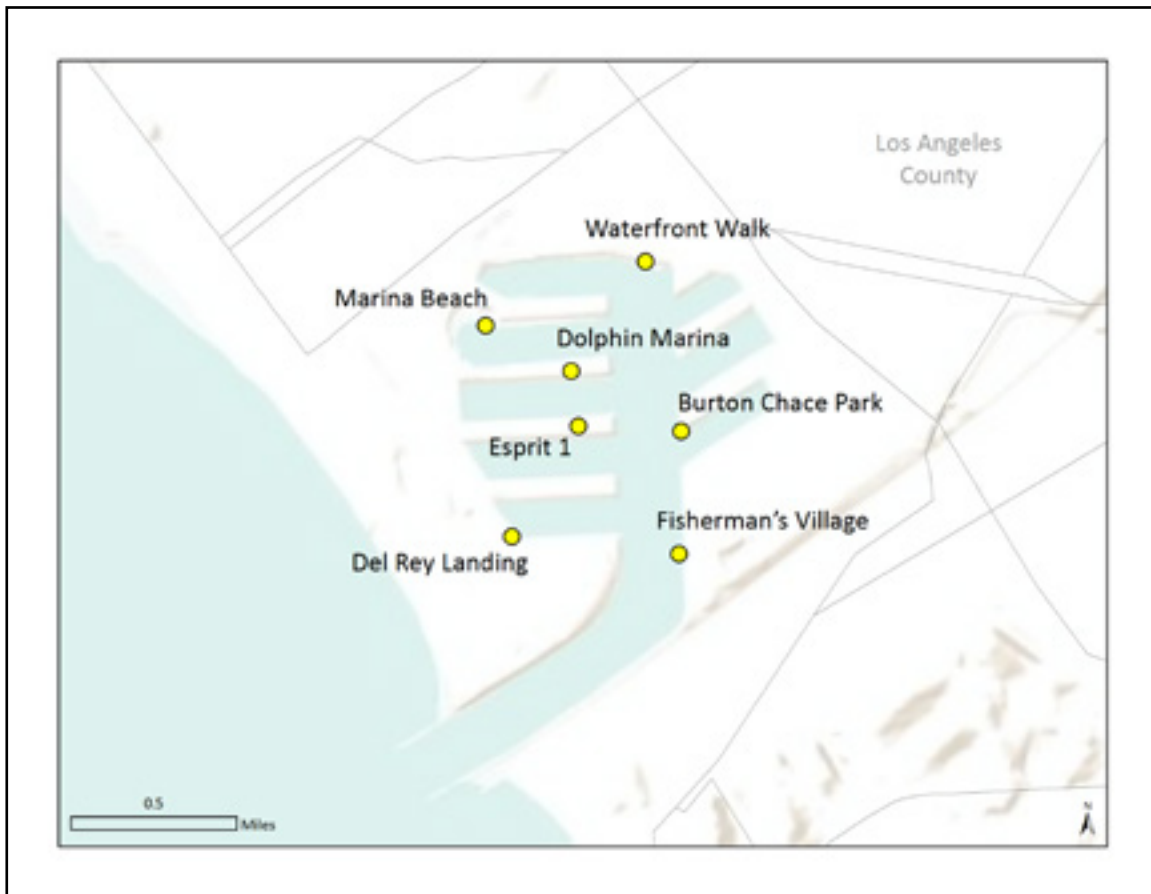 Los Angeles
County
Waterfront Walk
Marina Beach
Dolphin Marina
Burton Chace Park
Esprit 1
Fisherman's Village
Del Rey Landing
0.5
Miles
N